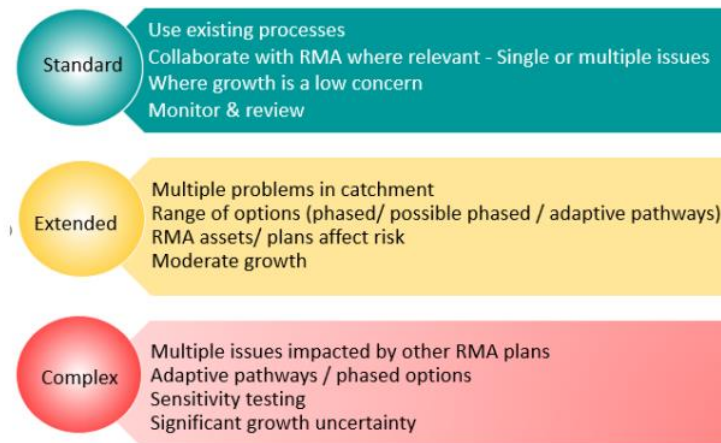 Standard
Use existing processes
Collaborate with RMA where relevant - Single or multiple issues
Where growth is a low concern
Monitor & review
Extended
Multiple problems in catchment
Range of options (phased/ possible phased / adaptive pathways)
RMA assets/ plans affect risk
Moderate growth
Complex
Multiple issues impacted by other RMA plans
Adaptive pathways / phased options
Sensitivity testing
Significant growth uncertainty